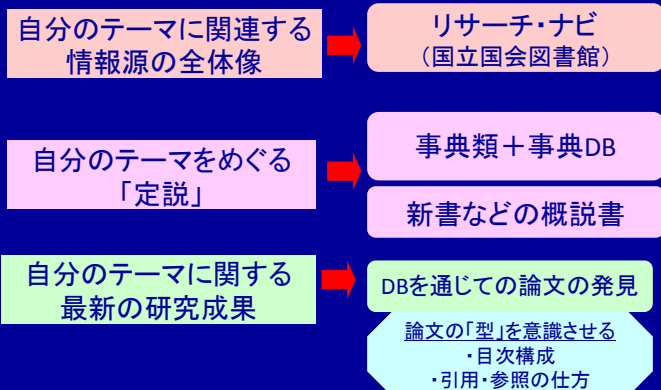 自分のテーマに関連する
情報源の全体像
リサーチ・ナビ
（国立国会図書館）
自分のテーマをめぐる
「定説」
事典類＋事典DB
新書などの概説書
自分のテーマに関する
最新の研究成果
DBを通じての論文の発見
論文の「型」を意識させる
・目次構成
・引用・参照の仕方